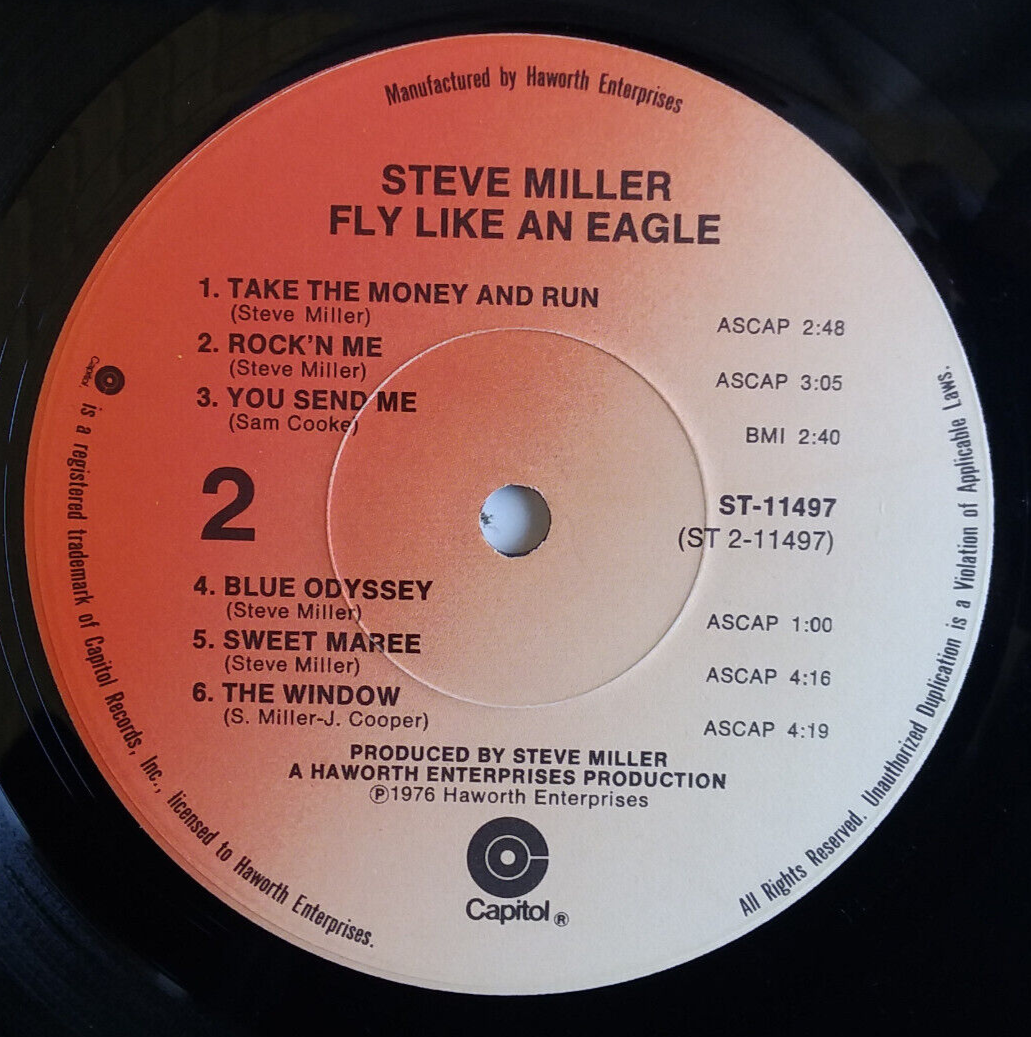 Manufactured by Haworth Enterprises
STEVE MILLER
FLY LIKE AN EAGLE
1. TAKE THE MONEY AND RUN
(Steve Miller)
ASCAP 2:48
2. ROCK'N ME
(Steve Miller)
ASCAP 3:05
3. YOU SEND ME
(Sam Cooke)
BMI 2:40
2
ST-11497
(ST 2-11497)
4. BLUE ODYSSEY
(Steve Miller)
ASCAP 1:00
5. SWEET MAREE
(Steve Miller)
ASCAP 4:16
6. THE WINDOW
(S. Miller-J. Cooper)
ASCAP 4:19
PRODUCED BY STEVE MILLER
A HAWORTH ENTERPRISES PRODUCTION
℗1976 Haworth Enterprises
Capitol®
Capitol is a registered trademark of Capitol Records, Inc., licensed to Haworth Enterprises.
All Rights Reserved. Unauthorized Duplication is a Violation of Applicable Laws.